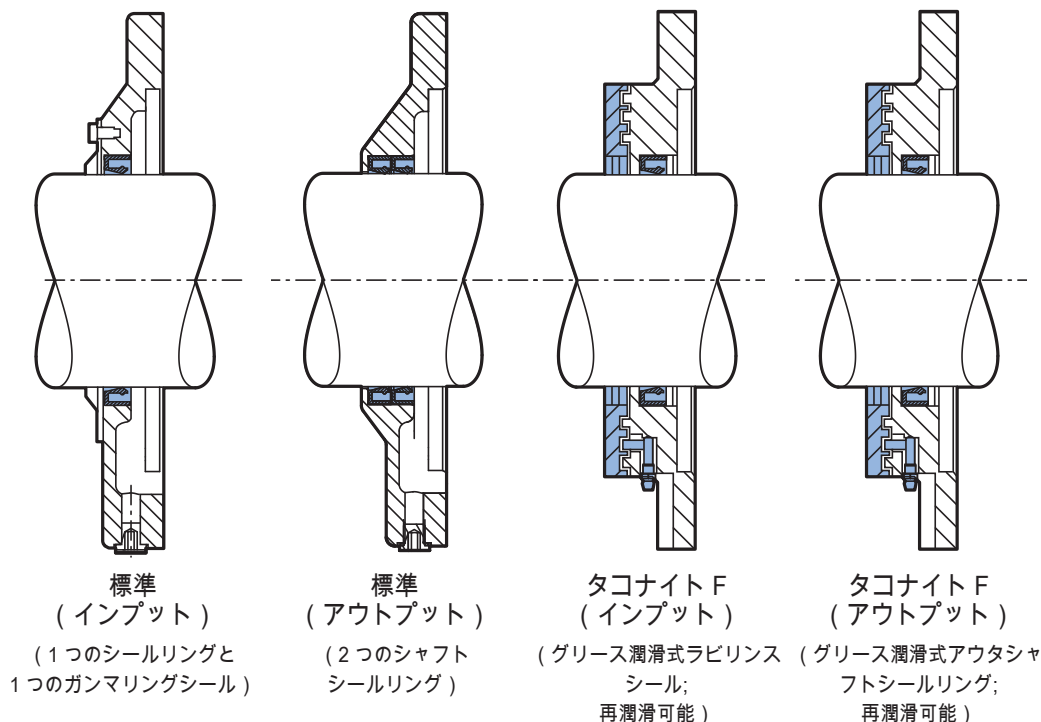 標準
(インプット)
(1つのシールリングと
1つのガンマリングシール)
標準
(アウトプット)
(2つのシャフト
シールリング)
タコナイト F
(インプット)
(グリース潤滑式ラビリンス
シール;
再潤滑可能)
タコナイト F
(アウトプット)
(グリース潤滑式アウタシャ
フトシールリング;
再潤滑可能)